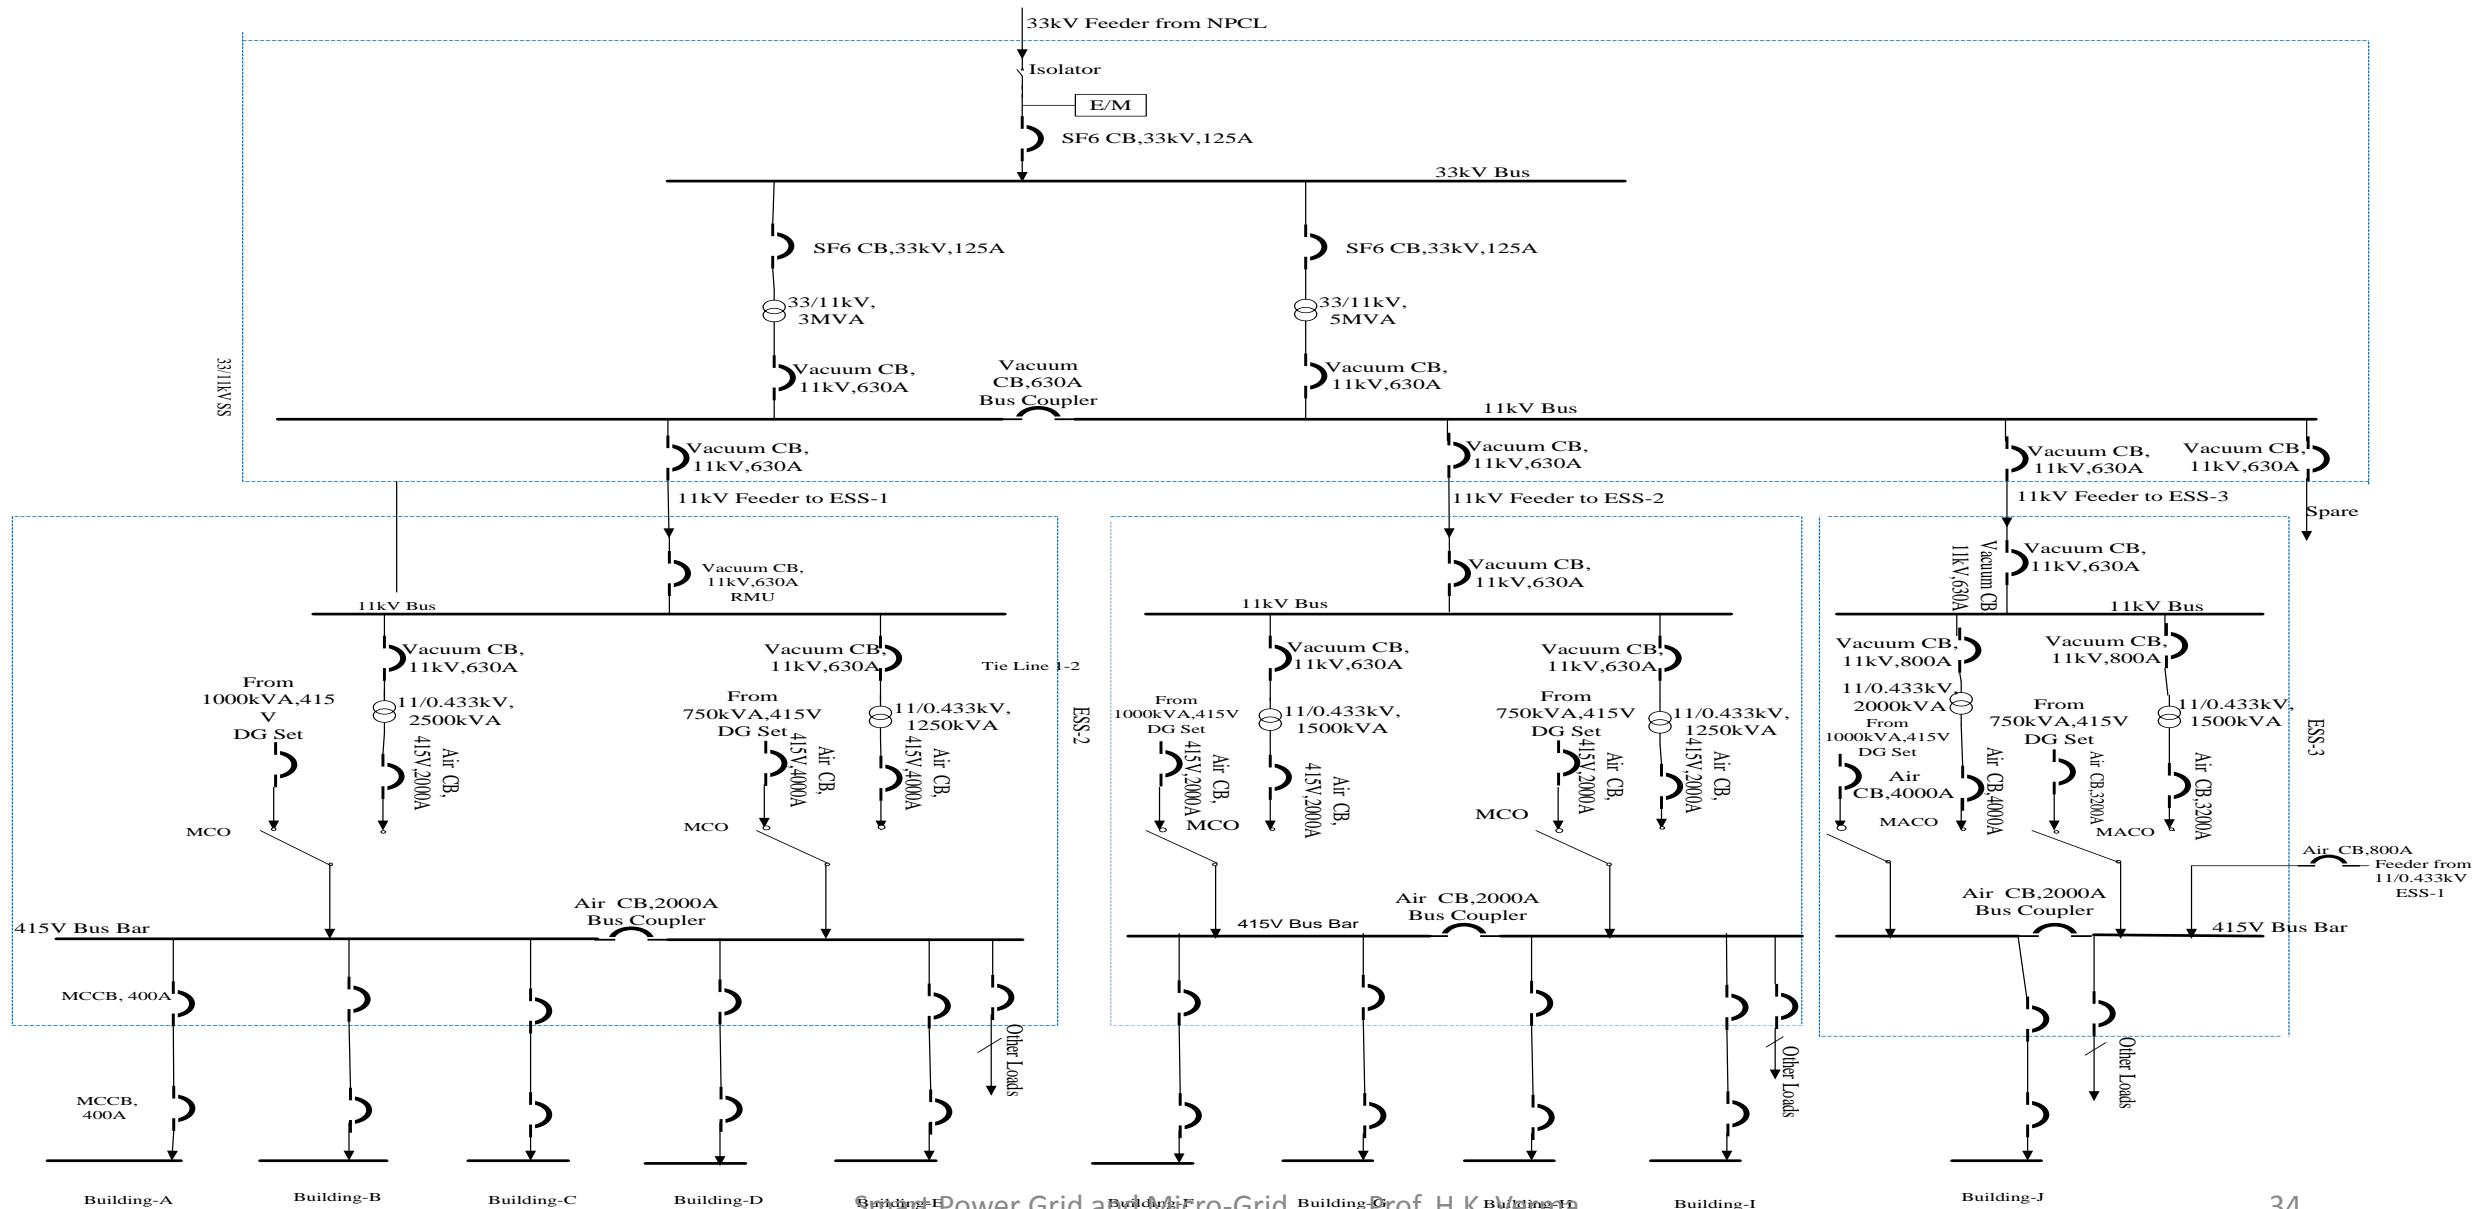 33kV Feeder from NPCL
Isolator
E/M
SF6 CB,33kV,125A
33kV Bus
SF6 CB,33kV,125A
SF6 CB,33kV,125A
33/11kV,
3MVA
33/11kV,
5MVA
Vacuum CB,
11kV,630A
Vacuum
CB,630A
Bus Coupler
Vacuum CB,
11kV,630A
33/11kV SS
11kV Bus
Vacuum CB,
11kV,630A
Vacuum CB,
11kV,630A
Vacuum CB,
11kV,630A
Vacuum CB,
11kV,630A
11kV Feeder to ESS-1
11kV Feeder to ESS-2
11kV Feeder to ESS-3
Spare
Vacuum CB,
11kV,630A
RMU
Vacuum CB,
11kV,630A
Vacuum CB
11kV,630A
Vacuum CB,
11kV,630A
11kV Bus
11kV Bus
11kV Bus
Vacuum CB,
11kV,630A
Vacuum CB,
11kV,630A
Tie Line 1-2
Vacuum CB,
11kV,630A
Vacuum CB,
11kV,630A
Vacuum CB,
11kV,800A
Vacuum CB,
11kV,800A
From
1000kVA,415
V
DG Set
11/0.433kV,
2500kVA
From
750kVA,415V
DG Set
11/0.433kV,
1250kVA
ESS-2
From
1000kVA,415V
DG Set
11/0.433kV,
1500kVA
From
750kVA,415V
DG Set
11/0.433kV,
1250kVA
11/0.433kV,
2000kVA
From
1000kVA,415V
DG Set
From
750kVA,415V
DG Set
11/0.433kV,
1500kVA
ESS-3
Air CB,
415V,2000A
Air CB,
415V,4000A
Air CB,
415V,4000A
Air CB,
415V,2000A
Air CB,
415V,2000A
Air CB,
415V,2000A
Air CB,
415V,2000A
Air
CB,4000A
Air CB,4000A
Air CB,3200A
Air CB,3200A
MCO
MCO
MCO
MCO
MACO
MACO
Air CB,800A
Feeder from
11/0.433kV
ESS-1
Air CB,2000A
Bus Coupler
Air CB,2000A
Bus Coupler
Air CB,2000A
Bus Coupler
415V Bus Bar
415V Bus Bar
415V Bus Bar
MCCB, 400A
Other Loads
Other Loads
Other Loads
MCCB,
400A
Building-A
Building-B
Building-C
Building-D
Building-E
Building-F
Building-G
Building-H
Building-I
Building-J
Smart Power Grid and Micro-Grid
Prof. H.K. Verma
34